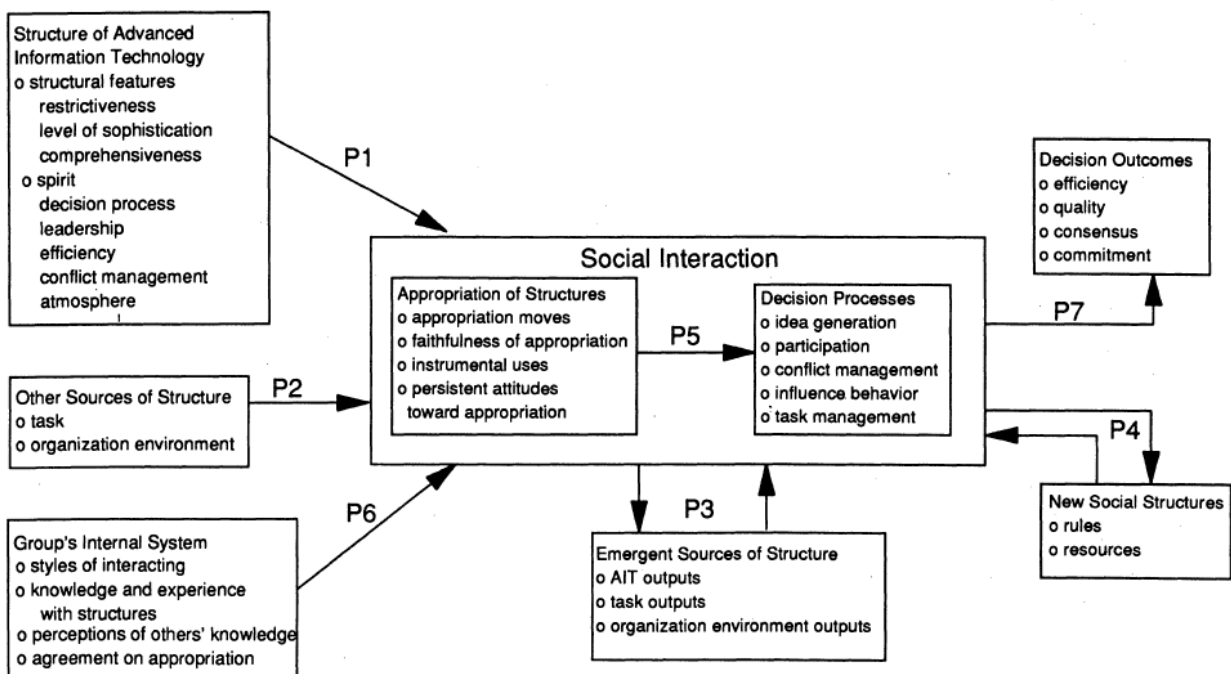 Structure of Advanced
Information Technology
o structural features
restrictiveness
level of sophistication
comprehensiveness
o spirit
decision process
leadership
efficiency
conflict management
atmosphere
P1
Other Sources of Structure
o task
o organization environment
P2
Group's Internal System
o styles of interacting
o knowledge and experience
with structures
o perceptions of others' knowledge
o agreement on appropriation
P6
Social Interaction
Appropriation of Structures
o appropriation moves
o faithfulness of appropriation
o instrumental uses
o persistent attitudes
toward appropriation
P5
Decision Processes
o idea generation
o participation
o conflict management
o influence behavior
o task management
P3
Emergent Sources of Structure
o AIT outputs
o task outputs
o organization environment outputs
Decision Outcomes
o efficiency
o quality
o consensus
o commitment
P7
P4
New Social Structures
o rules
o resources